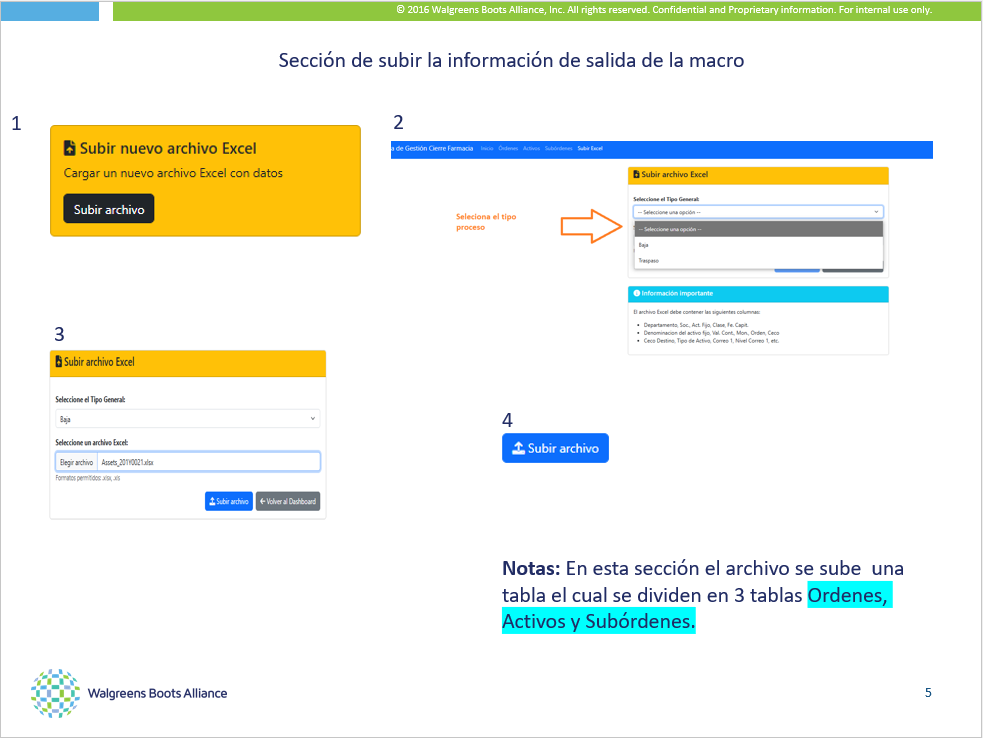 © 2016 Walgreens Boots Alliance, Inc. All rights reserved. Confidential and Proprietary information. For internal use only.
Sección de subir la información de salida de la macro
1
Subir nuevo archivo Excel
Cargar un nuevo archivo Excel con datos
Subir archivo
2
a de Gestión Cierre Farmacia Inicio Órdenes Activos Subórdenes Subir Excel
Subir archivo Excel
Seleccione el Tipo General:
-- Seleccione una opción --
-- Seleccione una opción --
Baja
Traspaso
Seleciona el tipo
proceso
Información importante
El archivo Excel debe contener las siguientes columnas:
Departamento, Soc., Act. Fijo, Clase, Fe. Capit.
Denominacion del activo fijo, Val. Cont., Mon., Orden, Ceco
Ceco Destino, Tipo de Activo, Correo 1, Nivel Correo 1, etc.
3
Subir archivo Excel
Seleccione el Tipo General:
Baja
Seleccione un archivo Excel:
Elegir archivo Assets_201Y0021.xlsx
Formatos permitidos: .xlsx, .xls
Subir archivo Volver al Dashboard
4
Subir archivo
Notas: En esta sección el archivo se sube una
tabla el cual se dividen en 3 tablas Ordenes,
Activos y Subórdenes.
Walgreens Boots Alliance
5